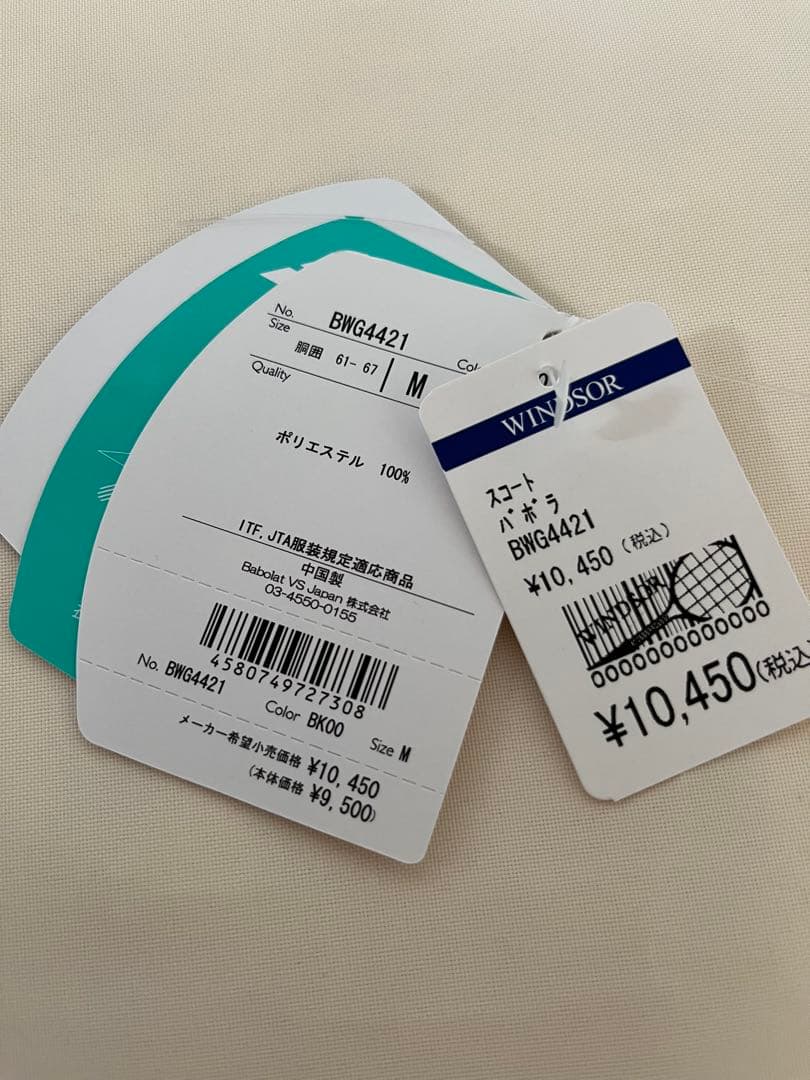 No. BWG4421
Size
胴囲 61-67 M
Quality
ポリエステル 100%
ITF, JTA服装規定適応商品
中国製
Babolat VS Japan 株式会社
03-4550-0155
4580749727308
No. BWG4421 Color BK00 Size M
メーカー希望小売価格 ¥10,450
(本体価格 ¥9,500)
WINDSOR
スコート
バボラ
BWG4421
¥10,450 (税込)
WINDSOR
0000000000000
¥10,450(税込)